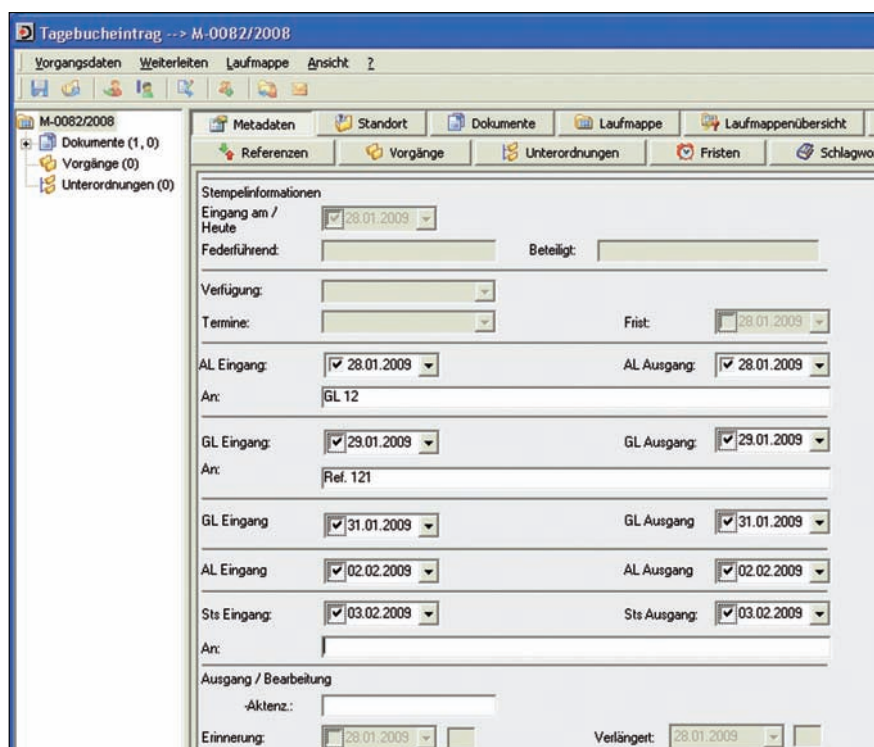 Tagebucheintrag --> M-0082/2008
Vorgangsdaten Weiterleiten Laufmappe Ansicht ?
M-0082/2008
Dokumente (1, 0)
Vorgänge (0)
Unterordnungen (0)
Metadaten Standort Dokumente Laufmappe Laufmappenübersicht
Referenzen Vorgänge Unterordnungen Fristen Schlagwo
Stempelinformationen
Eingang am /
Heute 28.01.2009
Federführend: Beteiligt:
Verfügung:
Termine: Frist: 28.01.2009
AL Eingang: 28.01.2009 AL Ausgang: 28.01.2009
An: GL 12
GL Eingang: 29.01.2009 GL Ausgang: 29.01.2009
An: Ref. 121
GL Eingang 31.01.2009 GL Ausgang 31.01.2009
AL Eingang 02.02.2009 AL Ausgang 02.02.2009
Sts Eingang: 03.02.2009 Sts Ausgang: 03.02.2009
An:
Ausgang / Bearbeitung
-Aktenz.:
Erinnerung: 28.01.2009 Verlängert: 28.01.2009